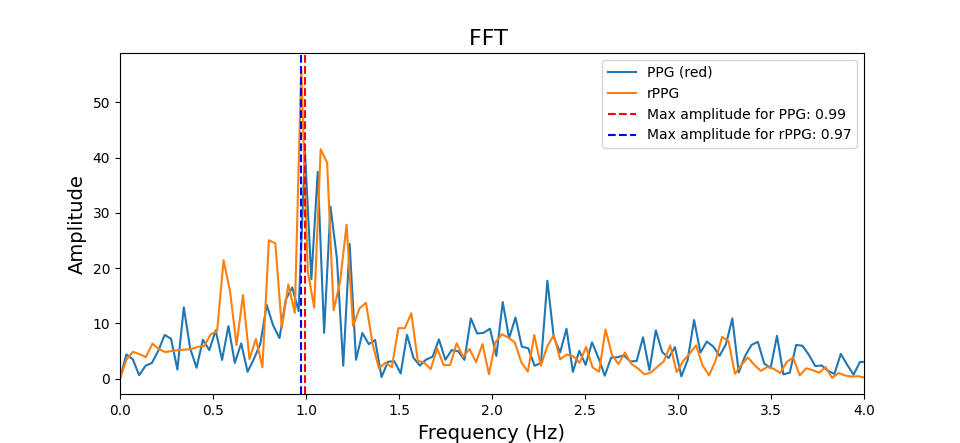 FFT
PPG (red)
rPPG
Max amplitude for PPG: 0.99
Max amplitude for rPPG: 0.97
Amplitude
50
40
30
20
10
0
0.0 0.5 1.0 1.5 2.0 2.5 3.0 3.5 4.0
Frequency (Hz)